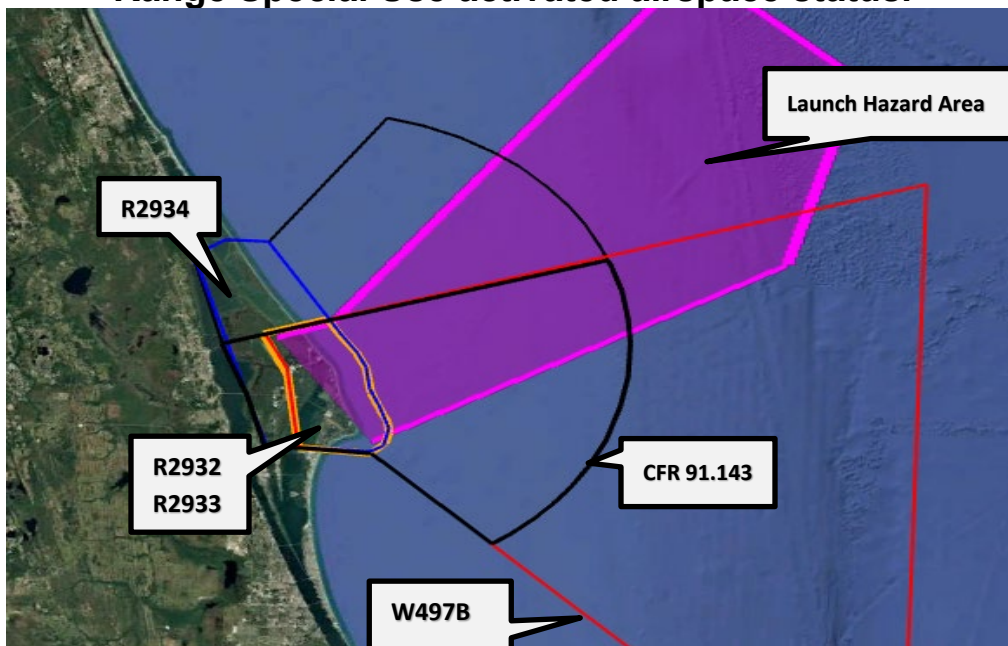 Range Special Use activated airspace status:
Launch Hazard Area
R2934
R2932
R2933
CFR 91.143
W497B